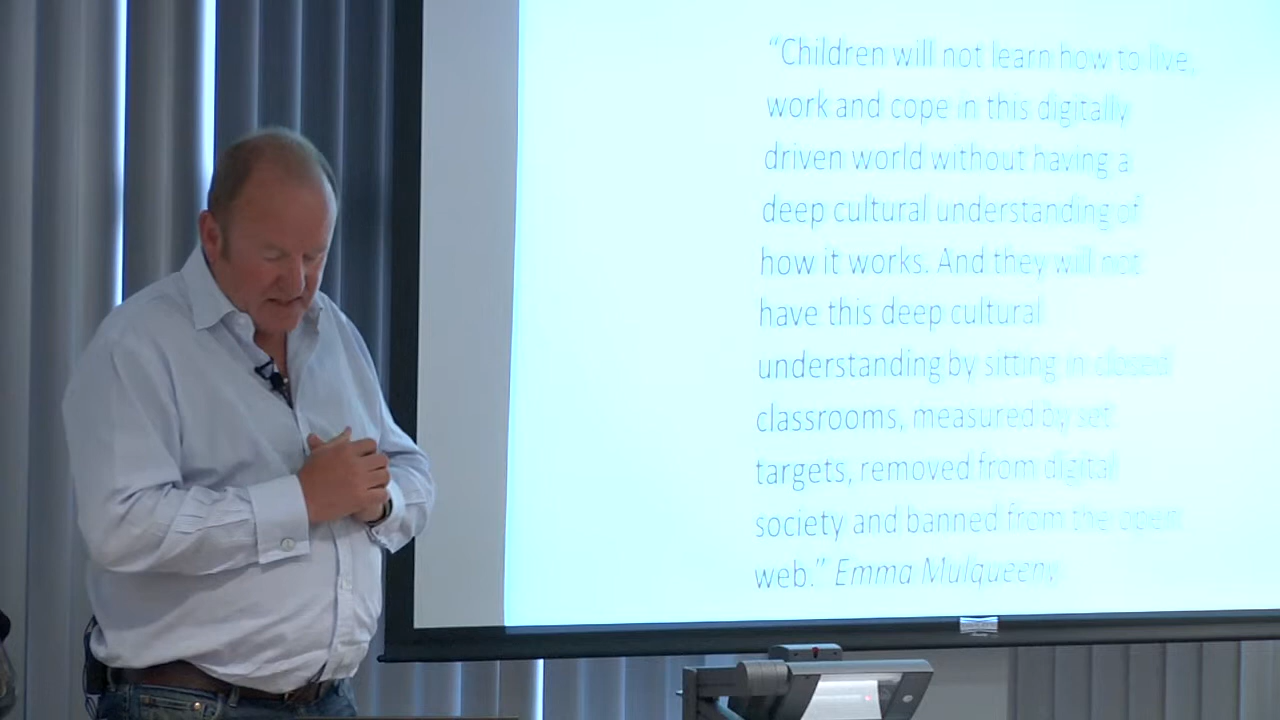 “Children will not learn how to live,
work and cope in this digitally
driven world without having a
deep cultural understanding of
how it works. And they will not
have this deep cultural
understanding by sitting in closed
classrooms, measured by set
targets, removed from digital
society and banned from the open
web.” Emma Mulqueeny